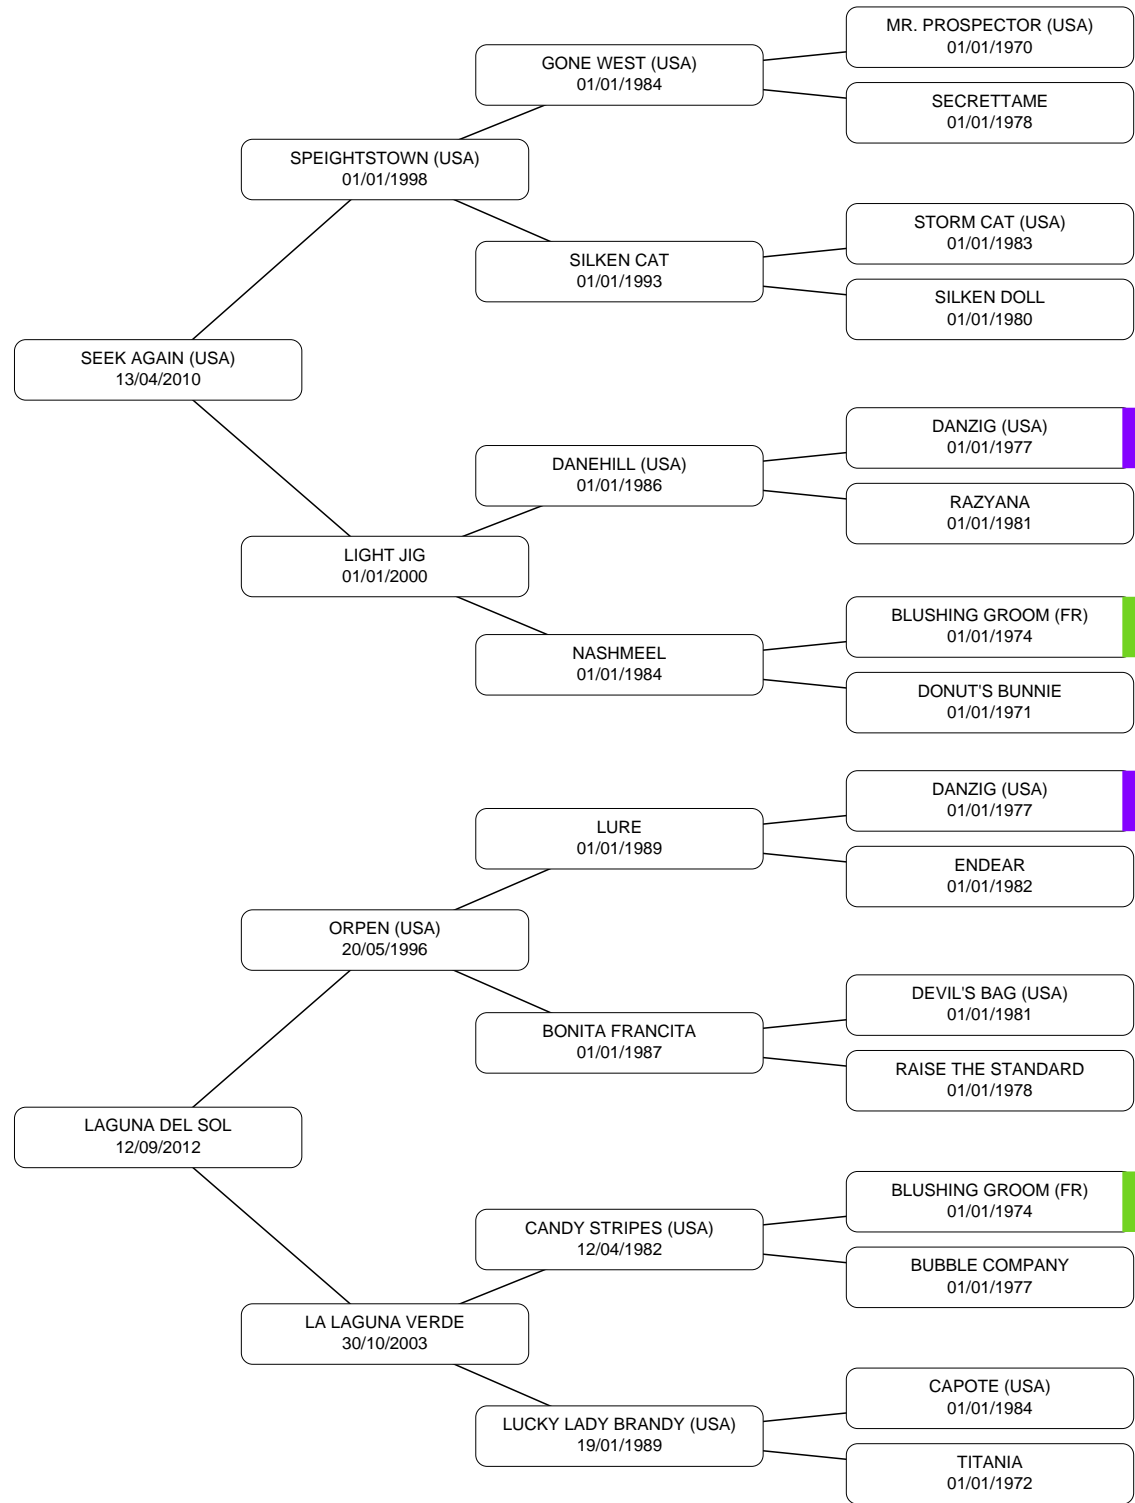 MR. PROSPECTOR (USA)
01/01/1970
GONE WEST (USA)
01/01/1984
SECRETTAME
01/01/1978
SPEIGHTSTOWN (USA)
01/01/1998
STORM CAT (USA)
01/01/1983
SILKEN CAT
01/01/1993
SILKEN DOLL
01/01/1980
SEEK AGAIN (USA)
13/04/2010
DANZIG (USA)
01/01/1977
DANEHILL (USA)
01/01/1986
RAZYANA
01/01/1981
LIGHT JIG
01/01/2000
BLUSHING GROOM (FR)
01/01/1974
NASHMEEL
01/01/1984
DONUT'S BUNNIE
01/01/1971
DANZIG (USA)
01/01/1977
LURE
01/01/1989
ENDEAR
01/01/1982
ORPEN (USA)
20/05/1996
DEVIL'S BAG (USA)
01/01/1981
BONITA FRANCITA
01/01/1987
RAISE THE STANDARD
01/01/1978
LAGUNA DEL SOL
12/09/2012
BLUSHING GROOM (FR)
01/01/1974
CANDY STRIPES (USA)
12/04/1982
BUBBLE COMPANY
01/01/1977
LA LAGUNA VERDE
30/10/2003
CAPOTE (USA)
01/01/1984
LUCKY LADY BRANDY (USA)
19/01/1989
TITANIA
01/01/1972